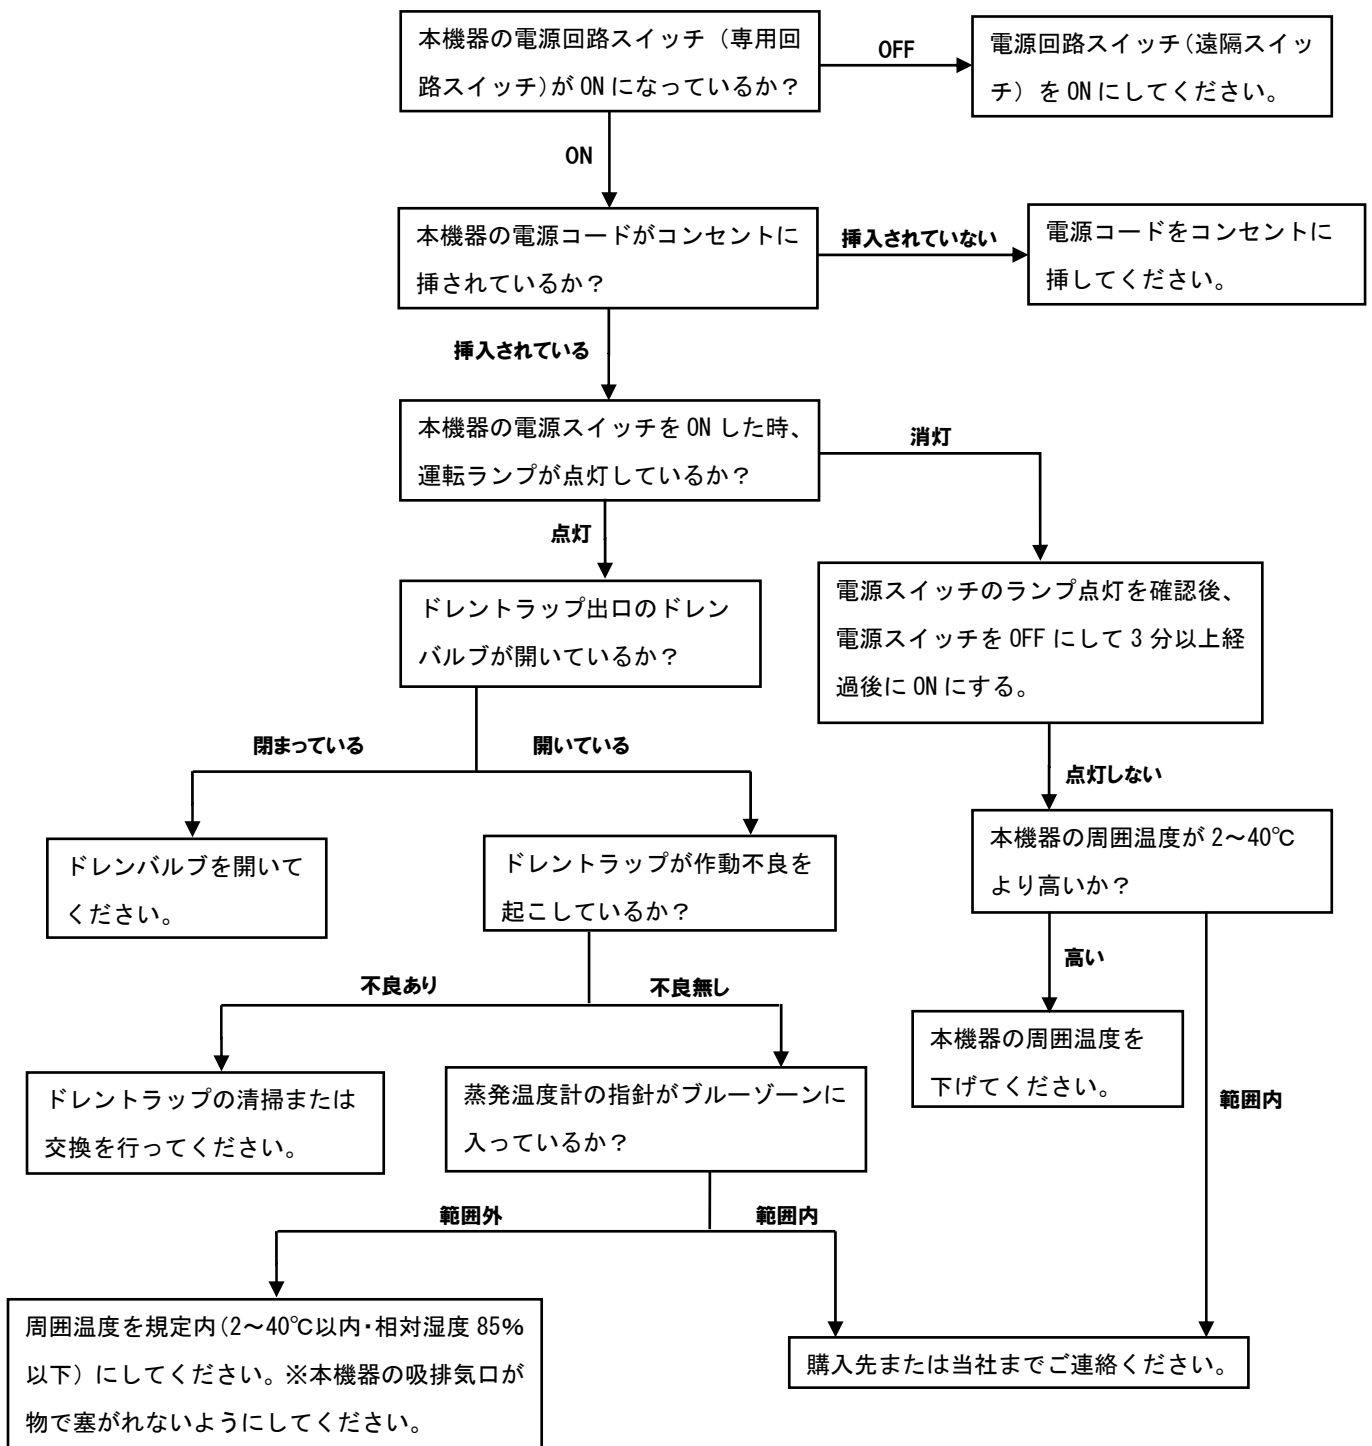 本機器の電源回路スイッチ（専用回
路スイッチ)が ON になっているか？
OFF
電源回路スイッチ(遠隔スイッ
チ）を ON にしてください。
ON
本機器の電源コードがコンセントに
挿されているか？
挿入されていない
電源コードをコンセントに
挿してください。
挿入されている
本機器の電源スイッチを ON した時、
運転ランプが点灯しているか？
消灯
点灯
ドレントラップ出口のドレン
バルブが開いているか？
電源スイッチのランプ点灯を確認後、
電源スイッチを OFF にして 3 分以上経
過後に ON にする。
閉まっている
開いている
点灯しない
ドレンバルブを開いて
ください。
ドレントラップが作動不良を
起こしているか？
本機器の周囲温度が 2～40℃
より高いか？
不良あり
不良無し
高い
範囲内
ドレントラップの清掃または
交換を行ってください。
蒸発温度計の指針がブルーゾーンに
入っているか？
本機器の周囲温度を
下げてください。
範囲外
範囲内
周囲温度を規定内(2～40℃以内・相対湿度 85%
以下）にしてください。※本機器の吸排気口が
物で塞がれないようにしてください。
購入先または当社までご連絡ください。